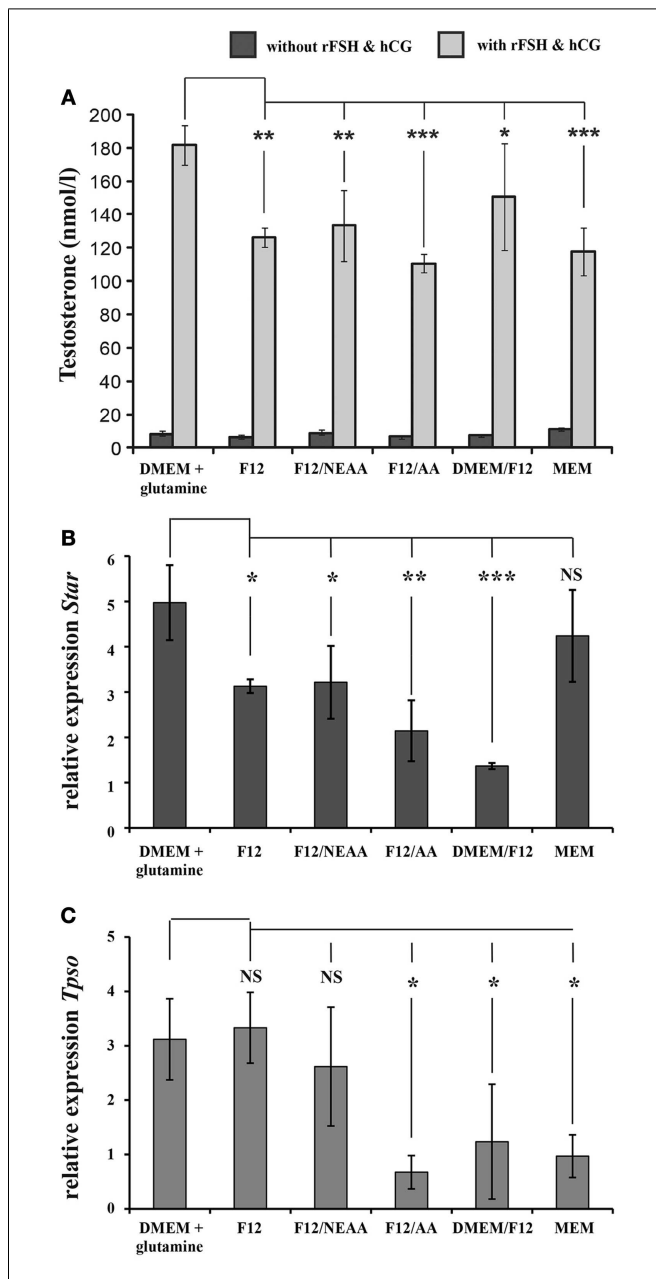 without rFSH & hCG with rFSH & hCG
A
Testosterone (nmol/l)
200
180
160
140
120
100
80
60
40
20
0
** ** *** * ***
DMEM + glutamine F12 F12/NEAA F12/AA DMEM/F12 MEM
B
relative expression Star
6
5
4
3
2
1
0
* * ** *** NS
DMEM + glutamine F12 F12/NEAA F12/AA DMEM/F12 MEM
C
relative expression Tpso
5
4
3
2
1
0
NS NS * * *
DMEM + glutamine F12 F12/NEAA F12/AA DMEM/F12 MEM